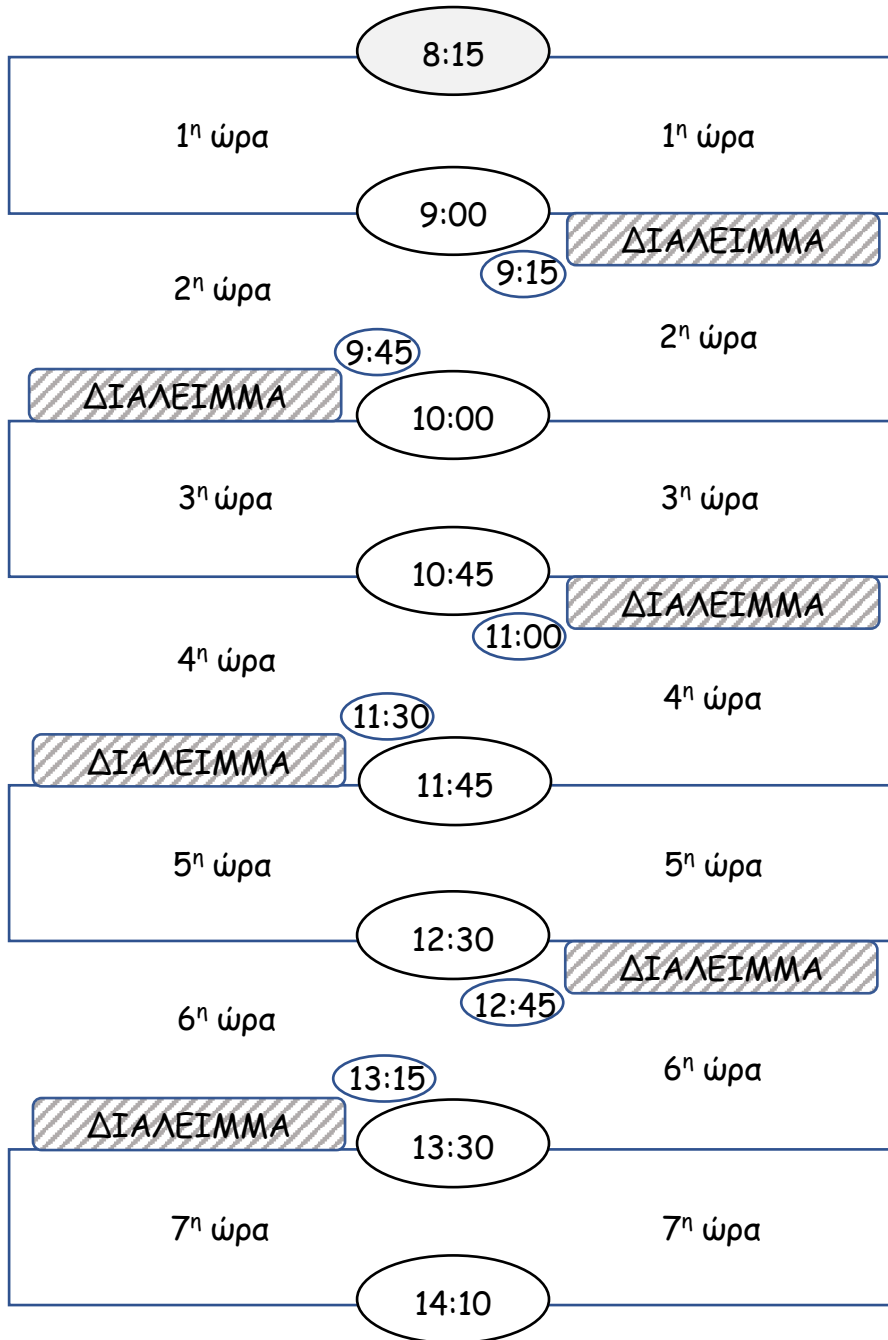 8:15
1η ώρα 1η ώρα
9:00
ΔΙΑΛΕΙΜΜΑ
9:15
2η ώρα
2η ώρα
9:45
ΔΙΑΛΕΙΜΜΑ
10:00
3η ώρα 3η ώρα
10:45
ΔΙΑΛΕΙΜΜΑ
11:00
4η ώρα
4η ώρα
11:30
ΔΙΑΛΕΙΜΜΑ
11:45
5η ώρα 5η ώρα
12:30
ΔΙΑΛΕΙΜΜΑ
12:45
6η ώρα
6η ώρα
13:15
ΔΙΑΛΕΙΜΜΑ
13:30
7η ώρα 7η ώρα
14:10